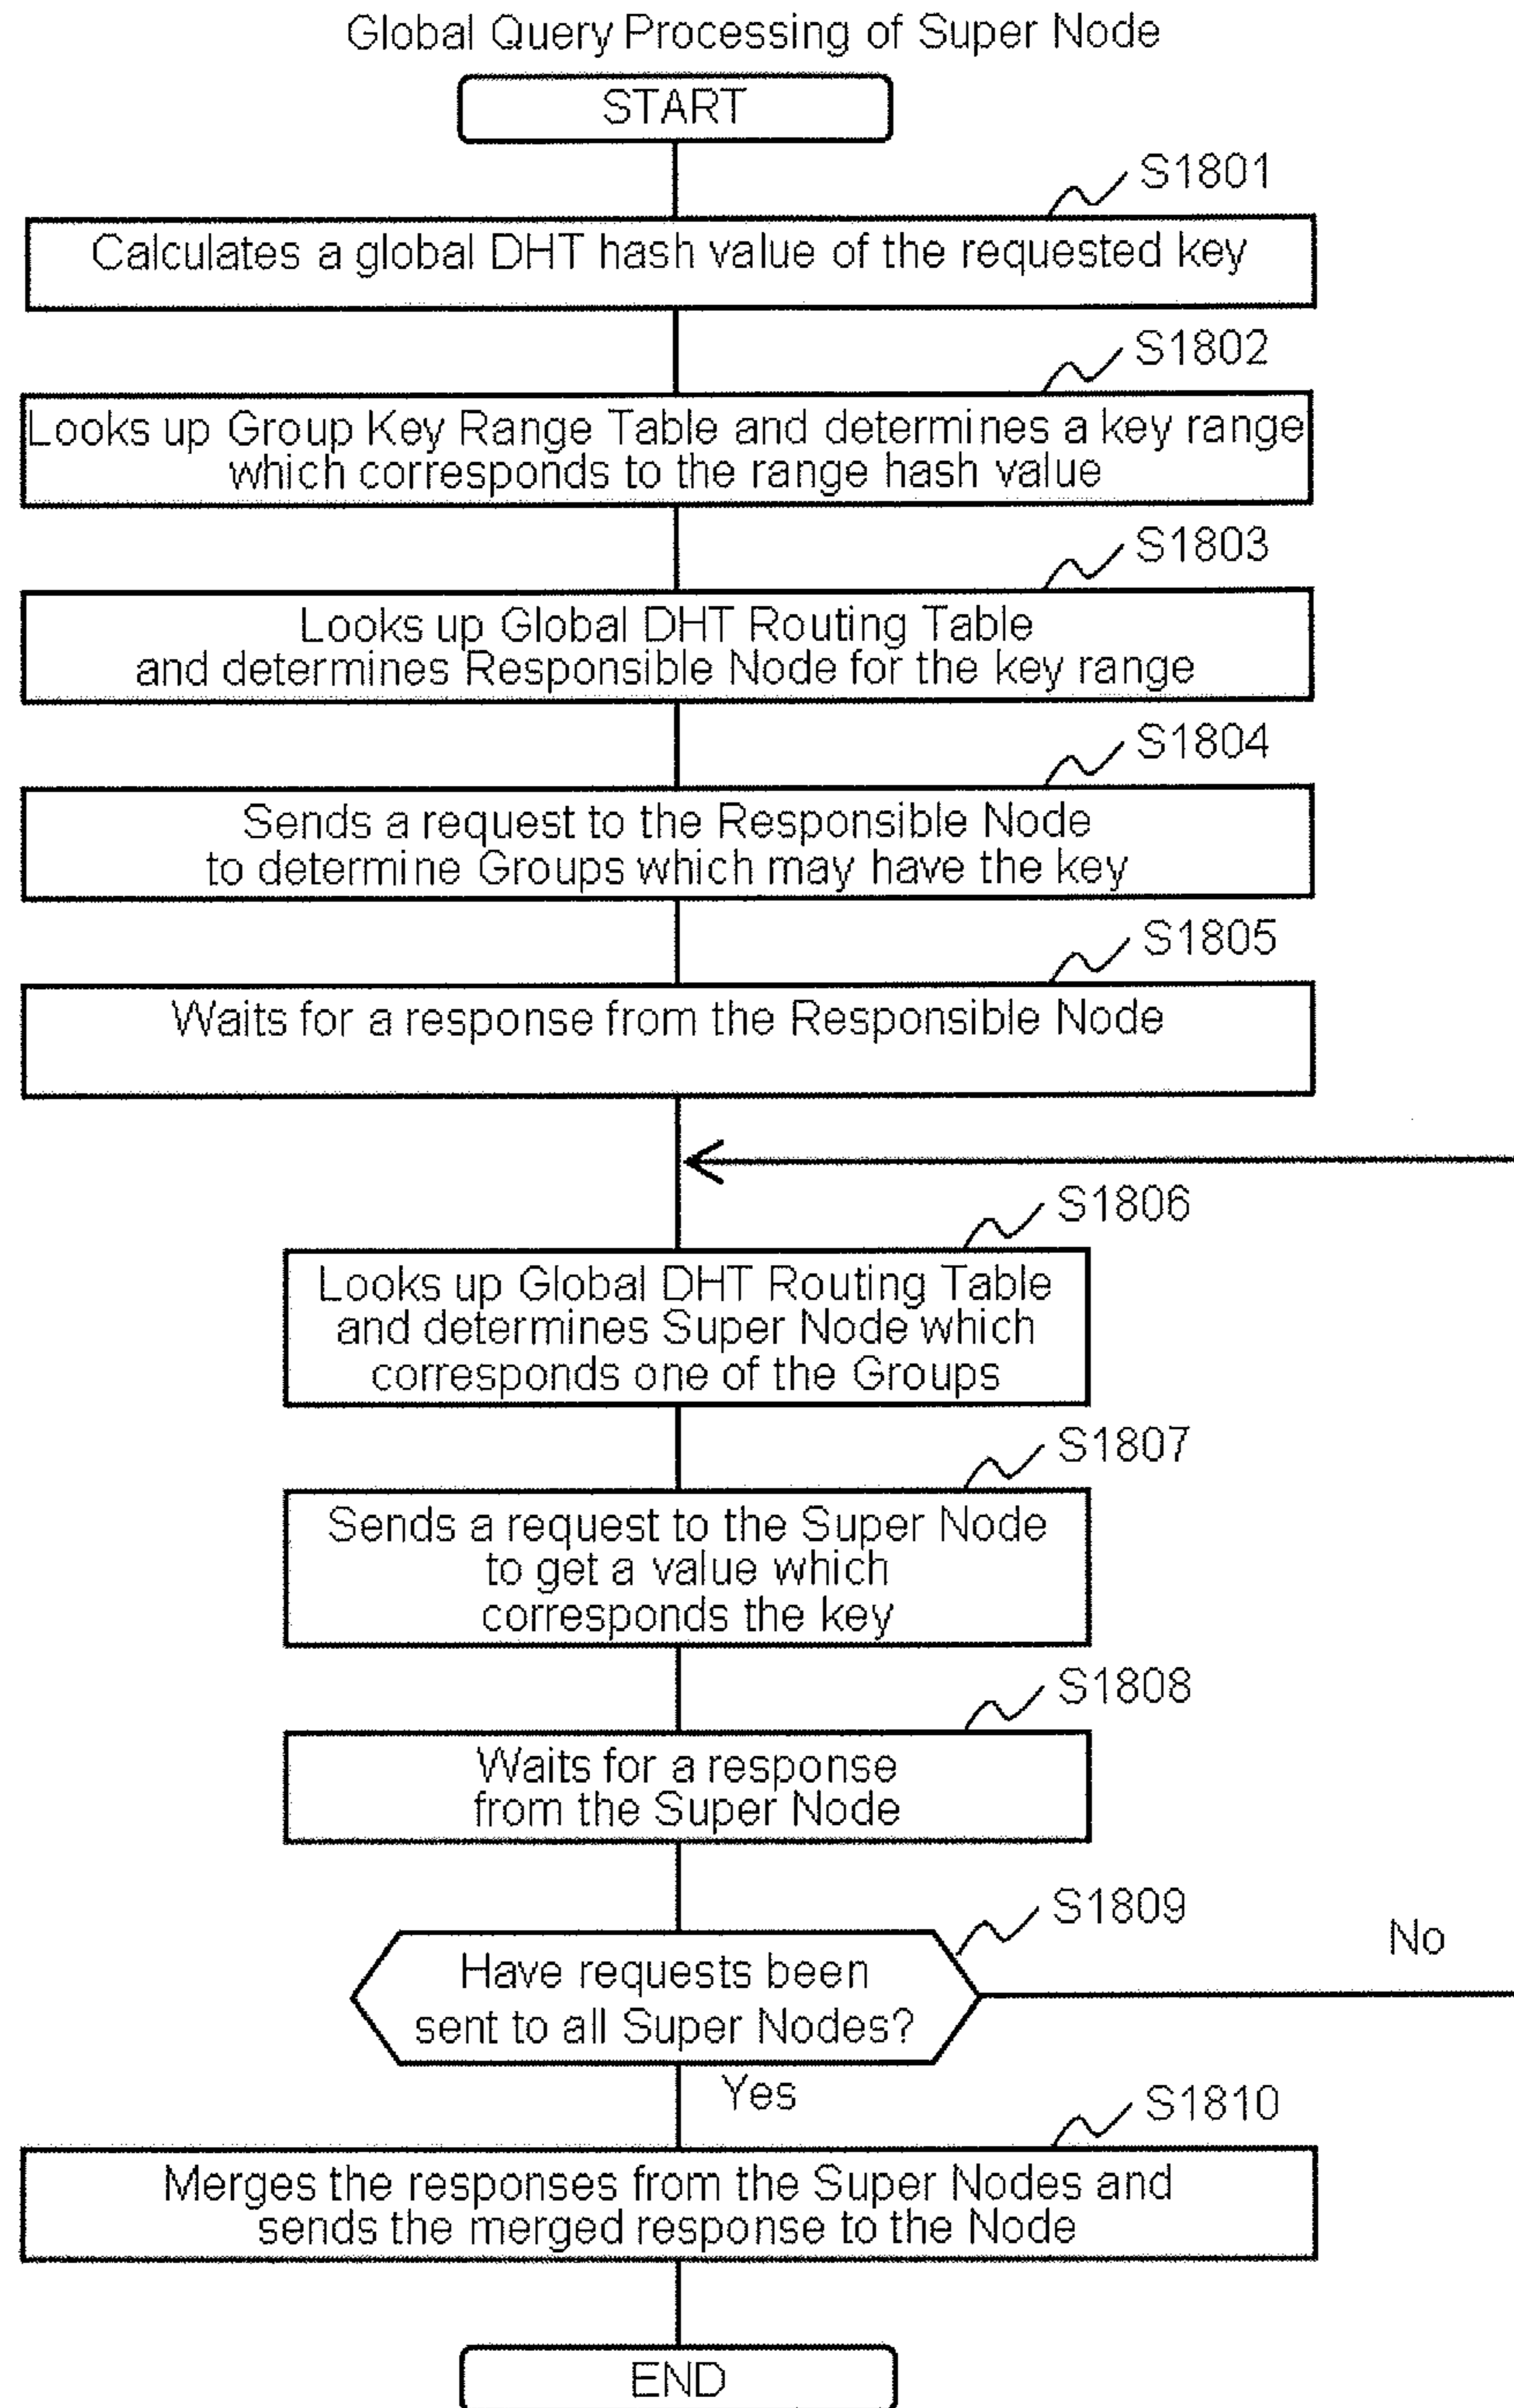 Global Query Processing of Super Node
START
S1801
Calculates a global DHT hash value of the requested key
S1802
Looks up Group Key Range Table and determines a key range
which corresponds to the range hash value
S1803
Looks up Global DHT Routing Table
and determines Responsible Node for the key range
S1804
Sends a request to the Responsible Node
to determine Groups which may have the key
S1805
Waits for a response from the Responsible Node
S1806
Looks up Global DHT Routing Table
and determines Super Node which
corresponds one of the Groups
S1807
Sends a request to the Super Node
to get a value which
corresponds the key
S1808
Waits for a response
from the Super Node
S1809
No
Have requests been
sent to all Super Nodes?
Yes
S1810
Merges the responses from the Super Nodes and
sends the merged response to the Node
END